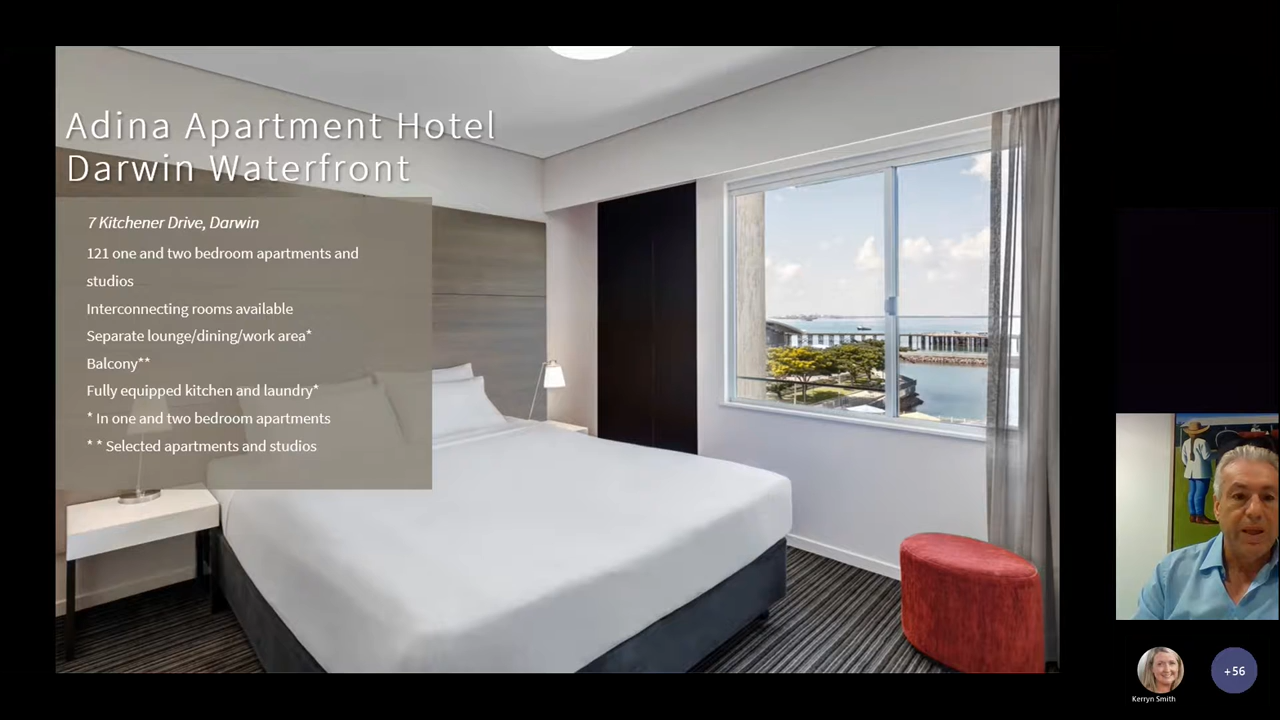 Adina Apartment Hotel
Darwin Waterfront
7 Kitchener Drive, Darwin
121 one and two bedroom apartments and
studios
Interconnecting rooms available
Separate lounge/dining/work area*
Balcony**
Fully equipped kitchen and laundry*
* In one and two bedroom apartments
* * Selected apartments and studios
Kerryn Smith
+56